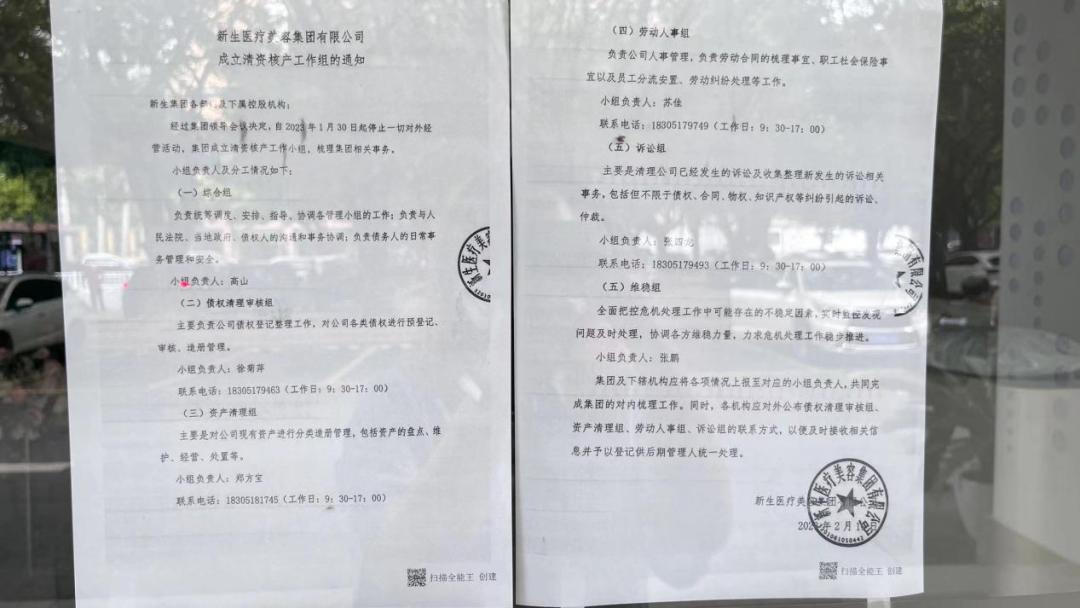 新生医疗美容集团有限公司
成立清资核产工作组的通知
新生集团各部门及下属控股机构：
经过集团领导会议决定，自2023年1月30日起停止一切对外经
营活动，集团成立清资核产工作小组，梳理集团相关事务。
小组负责人及分工情况如下：
（一）综合组
负责统筹调度、安排、指导、协调各管理小组的工作；负责与人
民法院、当地政府、债权人的沟通和事务协调；负责债务人的日常事
务管理和安全。
小组负责人：高山
（二）债权清理审核组
主要负责公司债权登记整理工作，对公司各类债权进行预登记、
审核、造册管理。
小组负责人：徐菊萍
联系电话：18305179463（工作日：9：30-17：00）
（三）资产清理组
主要是对公司现有资产进行分类造册管理，包括资产的盘点、维
护、经营、处置等。
小组负责人：郑方宝
联系电话：18305181745（工作日：9：30-17：00）
扫描全能王 创建
（四）劳动人事组
负责公司人事管理，负责劳动合同的梳理事宜、职工社会保险事
宜以及员工分流安置、劳动纠纷处理等工作。
小组负责人：苏佳
联系电话：18305179749（工作日：9：30-17：00）
（五）诉讼组
主要是清理公司已经发生的诉讼及收集整理新发生的诉讼相关
事务，包括但不限于债权、合同、物权、知识产权等纠纷引起的诉讼、
仲裁。
小组负责人：张四龙
联系电话：18305179493（工作日：9：30-17：00）
（五）维稳组
全面把控危机处理工作中可能存在的不稳定因素，实时监控发现
问题及时处理，协调各方维稳力量，力求危机处理工作稳步推进。
小组负责人：张鹏
集团及下辖机构应将各项情况上报至对应的小组负责人，共同完
成集团的对内梳理工作。同时，各机构应对外公布债权清理审核组、
资产清理组、劳动人事组、诉讼组的联系方式，以便及时接收相关信
息并予以登记供后期管理人统一处理。
新生医疗美容集团有限公司
年2月1日
扫描全能王 创建